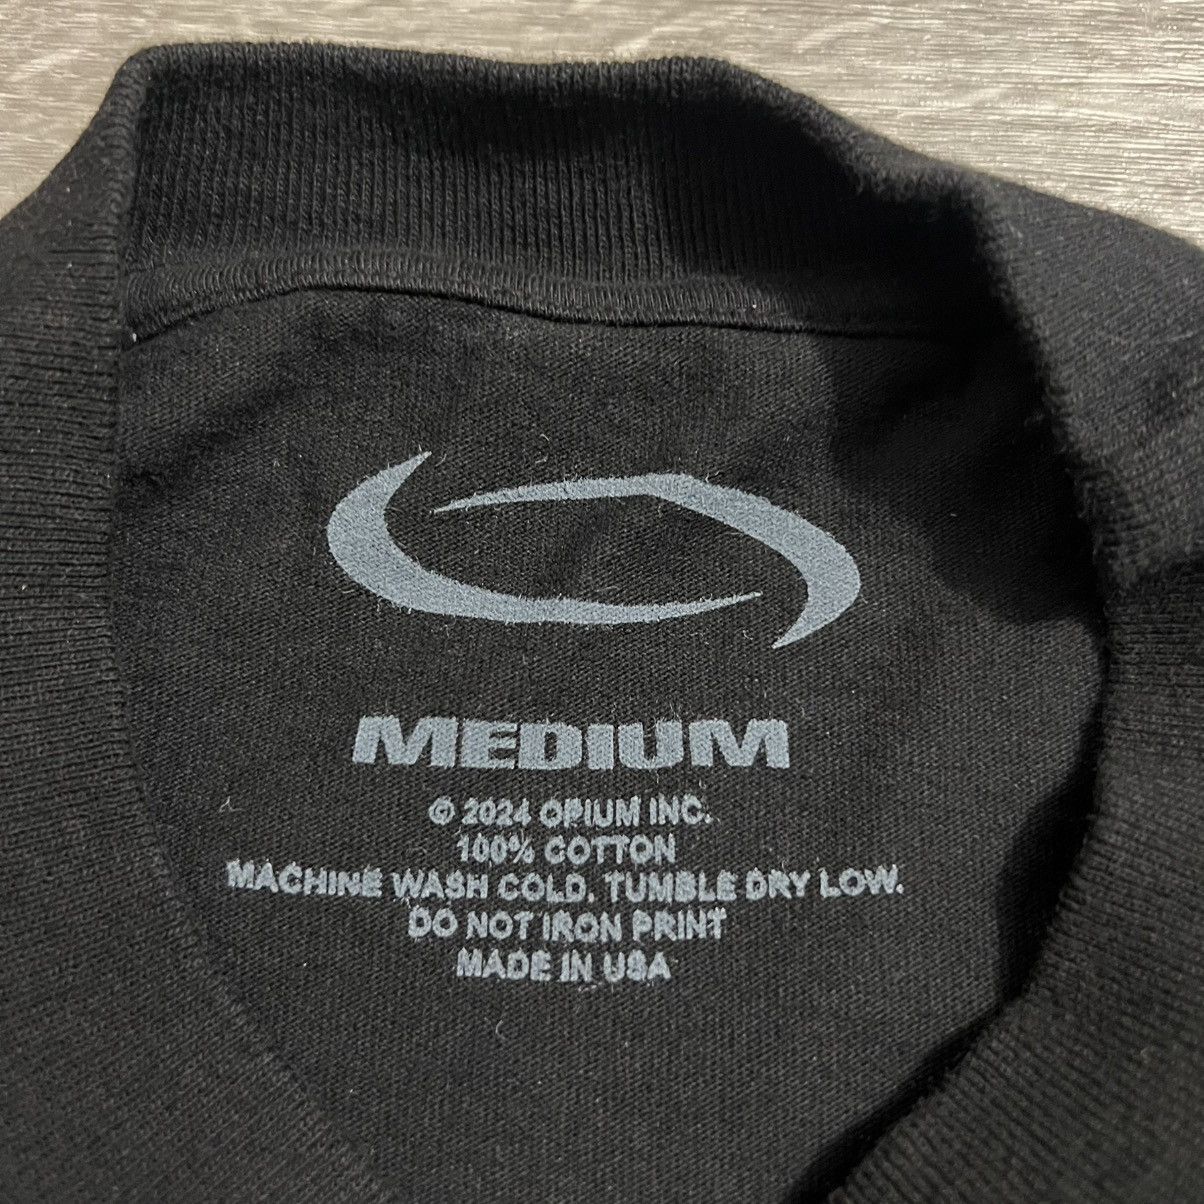 MEDIUM
© 2024 OPIUM INC.
100% COTTON
MACHINE WASH COLD. TUMBLE DRY LOW.
DO NOT IRON PRINT
MADE IN USA